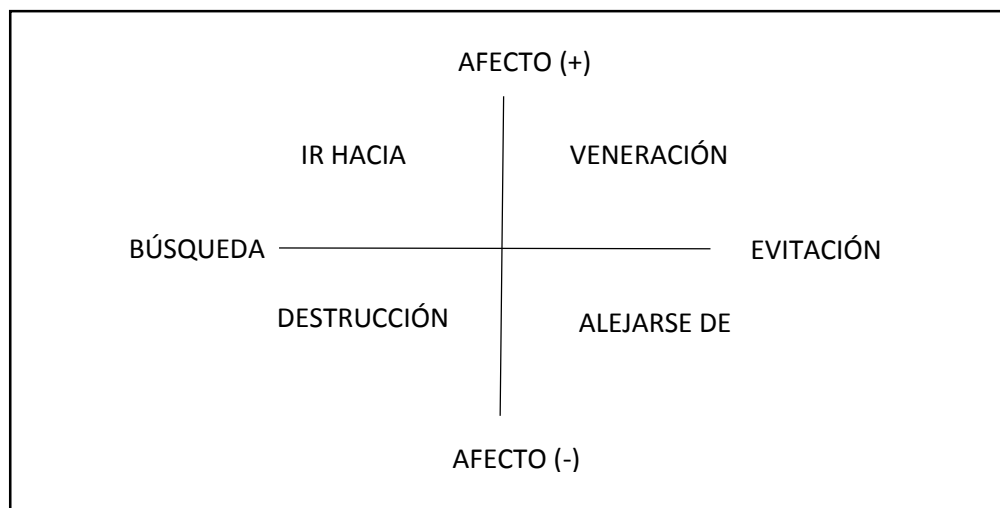 AFECTO (+)
IR HACIA VENERACIÓN
BÚSQUEDA EVITACIÓN
DESTRUCCIÓN ALEJARSE DE
AFECTO (-)